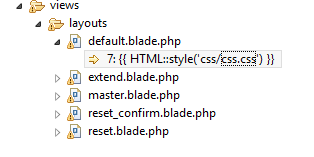 views
layouts
default.blade.php
7: {{ HTML::style('css/css.css') }}
extend.blade.php
master.blade.php
reset_confirm.blade.php
reset.blade.php